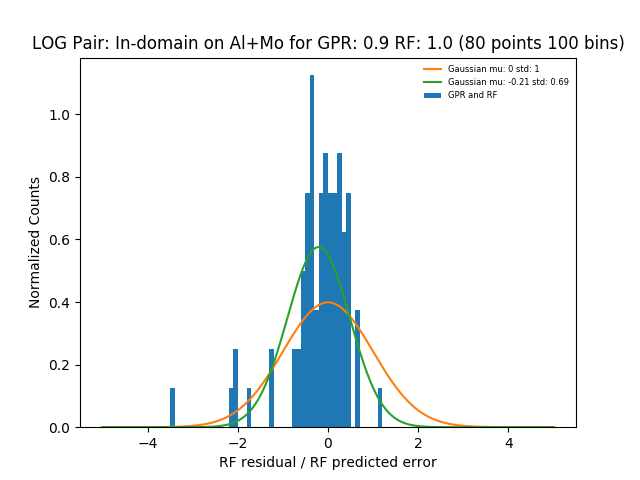 LOG Pair: In-domain on Al+Mo for GPR: 0.9 RF: 1.0 (80 points 100 bins)
Gaussian mu: 0 std: 1
Gaussian mu: -0.21 std: 0.69
GPR and RF
1.0
0.8
0.6
0.4
0.2
0.0
Normalized Counts
−4 −2 0 2 4
RF residual / RF predicted error